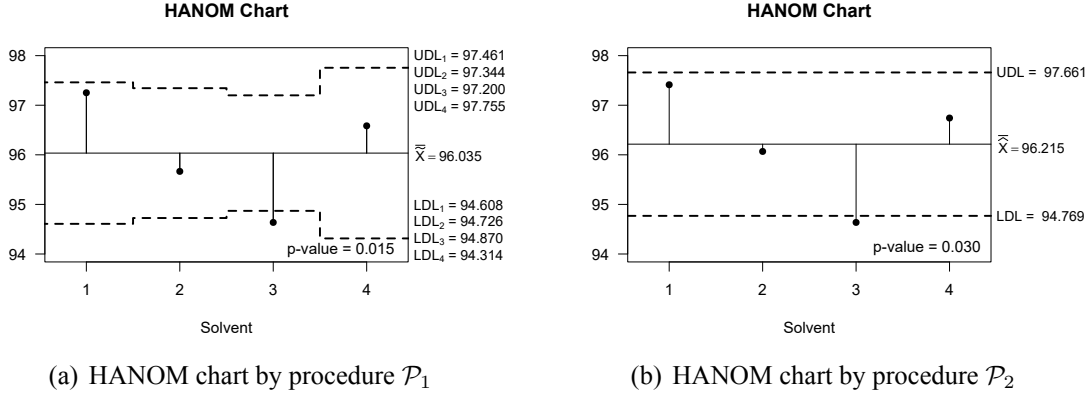 HANOM Chart
98
97
96
95
94
UDL₁ = 97.461
UDL₂ = 97.344
UDL₃ = 97.200
UDL₄ = 97.755
X̿ = 96.035
LDL₁ = 94.608
LDL₂ = 94.726
LDL₃ = 94.870
LDL₄ = 94.314
p-value = 0.015
1 2 3 4
Solvent
(a) HANOM chart by procedure 𝒫₁
HANOM Chart
98
97
96
95
94
UDL = 97.661
X̿ = 96.215
LDL = 94.769
p-value = 0.030
1 2 3 4
Solvent
(b) HANOM chart by procedure 𝒫₂